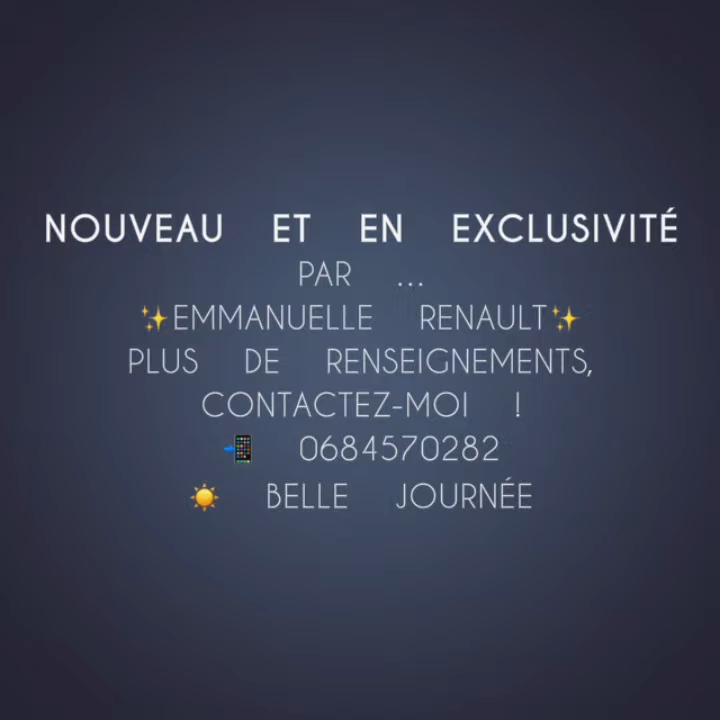 NOUVEAU ET EN EXCLUSIVITÉ
PAR ...
✨EMMANUELLE RENAULT✨
PLUS DE RENSEIGNEMENTS,
CONTACTEZ-MOI !
📲 0684570282
☀️ BELLE JOURNÉE